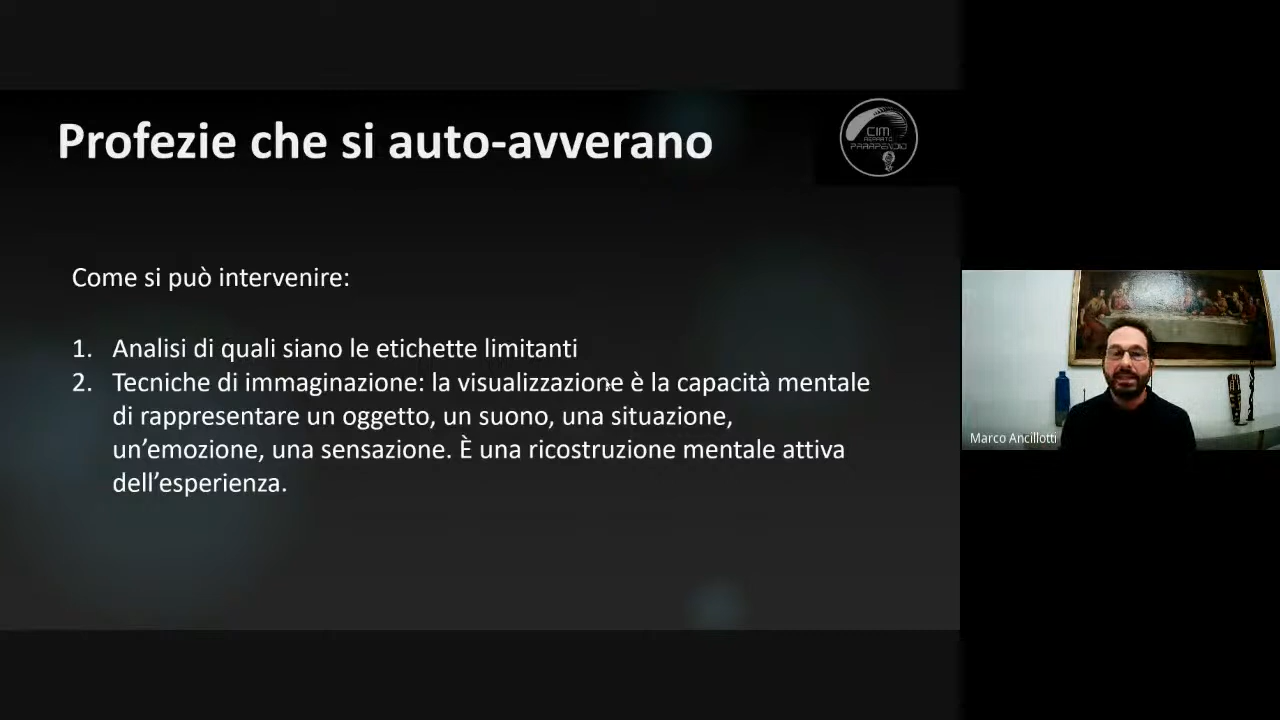 Profezie che si auto-avverano
CIM
REPARTO
PARAPENDIO
Come si può intervenire:
1. Analisi di quali siano le etichette limitanti
2. Tecniche di immaginazione: la visualizzazione è la capacità mentale
di rappresentare un oggetto, un suono, una situazione,
un’emozione, una sensazione. È una ricostruzione mentale attiva
dell’esperienza.
Marco Ancillotti